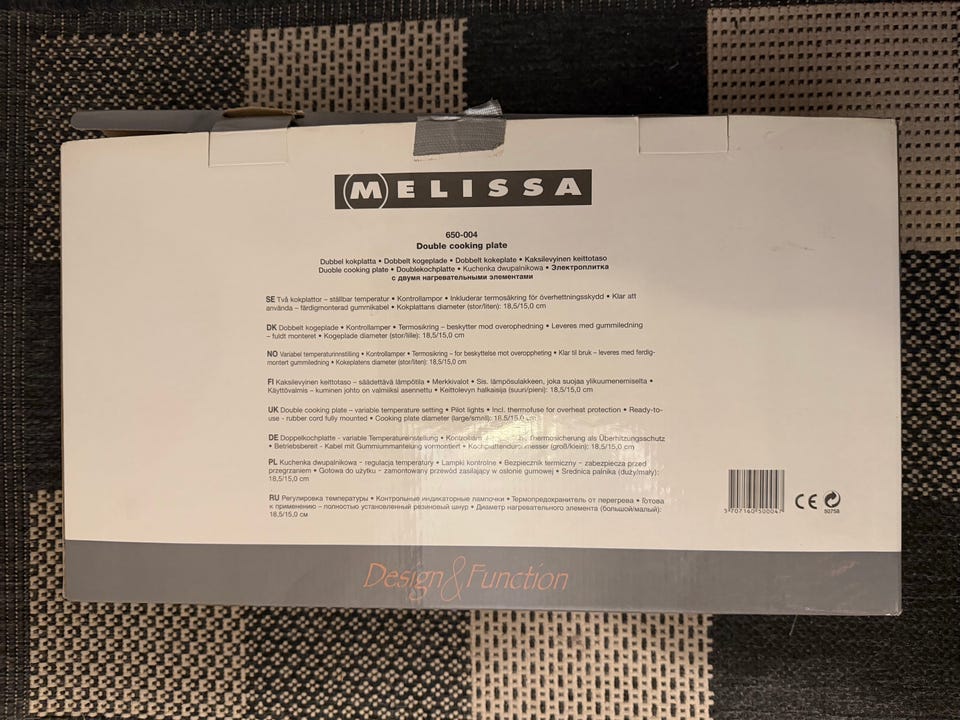 MELISSA
650-004
Double cooking plate
Dubbel kokplatta • Dobbelt kogeplade • Dobbelt kokeplate • Kaksilevyinen keittotaso
Duoble cooking plate • Doublekochplatte • Kuchenka dwupalnikowa • Электроплитка
с двумя нагревательными элементами
SE Två kokplattor – ställbar temperatur • Kontrollampor • Inkluderar termosäkring för överhettningsskydd • Klar att
använda – färdigmonterad gummikabel • Kokplattans diameter (stor/liten): 18,5/15,0 cm
DK Dobbelt kogeplade • Kontrollamper • Termosikring – beskytter mod overophedning • Leveres med gummiledning
– fuldt monteret • Kogeplade diameter (stor/lille): 18,5/15,0 cm
NO Variabel temperaturinnstilling • Kontrollamper • Termosikring – for beskyttelse mot overoppheting • Klar til bruk – leveres med ferdig-
montert gummiledning • Kokeplatens diameter (stor/liten): 18,5/15,0 cm
FI Kaksilevyinen keittotaso – säädettävä lämpötila • Merkkivalot • Sis. lämpösulakkeen, joka suojaa ylikuumenemiselta •
Käyttövalmis – kuminen johto on valmiiksi asennettu • Keittolevyn halkaisija (suuri/pieni): 18,5/15,0 cm
UK Double cooking plate – variable temperature setting • Pilot lights • Incl. thermofuse for overheat protection • Ready-to-
use - rubber cord fully mounted • Cooking plate diameter (large/small): 18,5/15,0 cm
DE Doppelkochplatte - variable Temperatureinstellung • Thermosicherung als Überhitzungsschutz
• Betriebsbereit - Kabel mit Gummiummantelung vormontiert • Kochplattendurchmesser (groß/klein): 18,5/15,0 cm
PL Kuchenka dwupalnikowa - regulacja temperatury • Lampki kontrolne • Bezpiecznik termiczny – zabezpiecza przed
przegrzaniem • Gotowa do użytku – zamontowany przewód zasilający w osłonie gumowej • Średnica palnika (duży/mały):
18,5/15,0 cm
RU Регулировка температуры • Контрольные индикаторные лампочки • Термопредохранитель от перегрева • Готова
к применению – полностью установленный резиновый шнур • Диаметр нагревательного элемента (большой/малый):
18,5/15,0 см
5 707160 500047
CE
50758
Design & Function